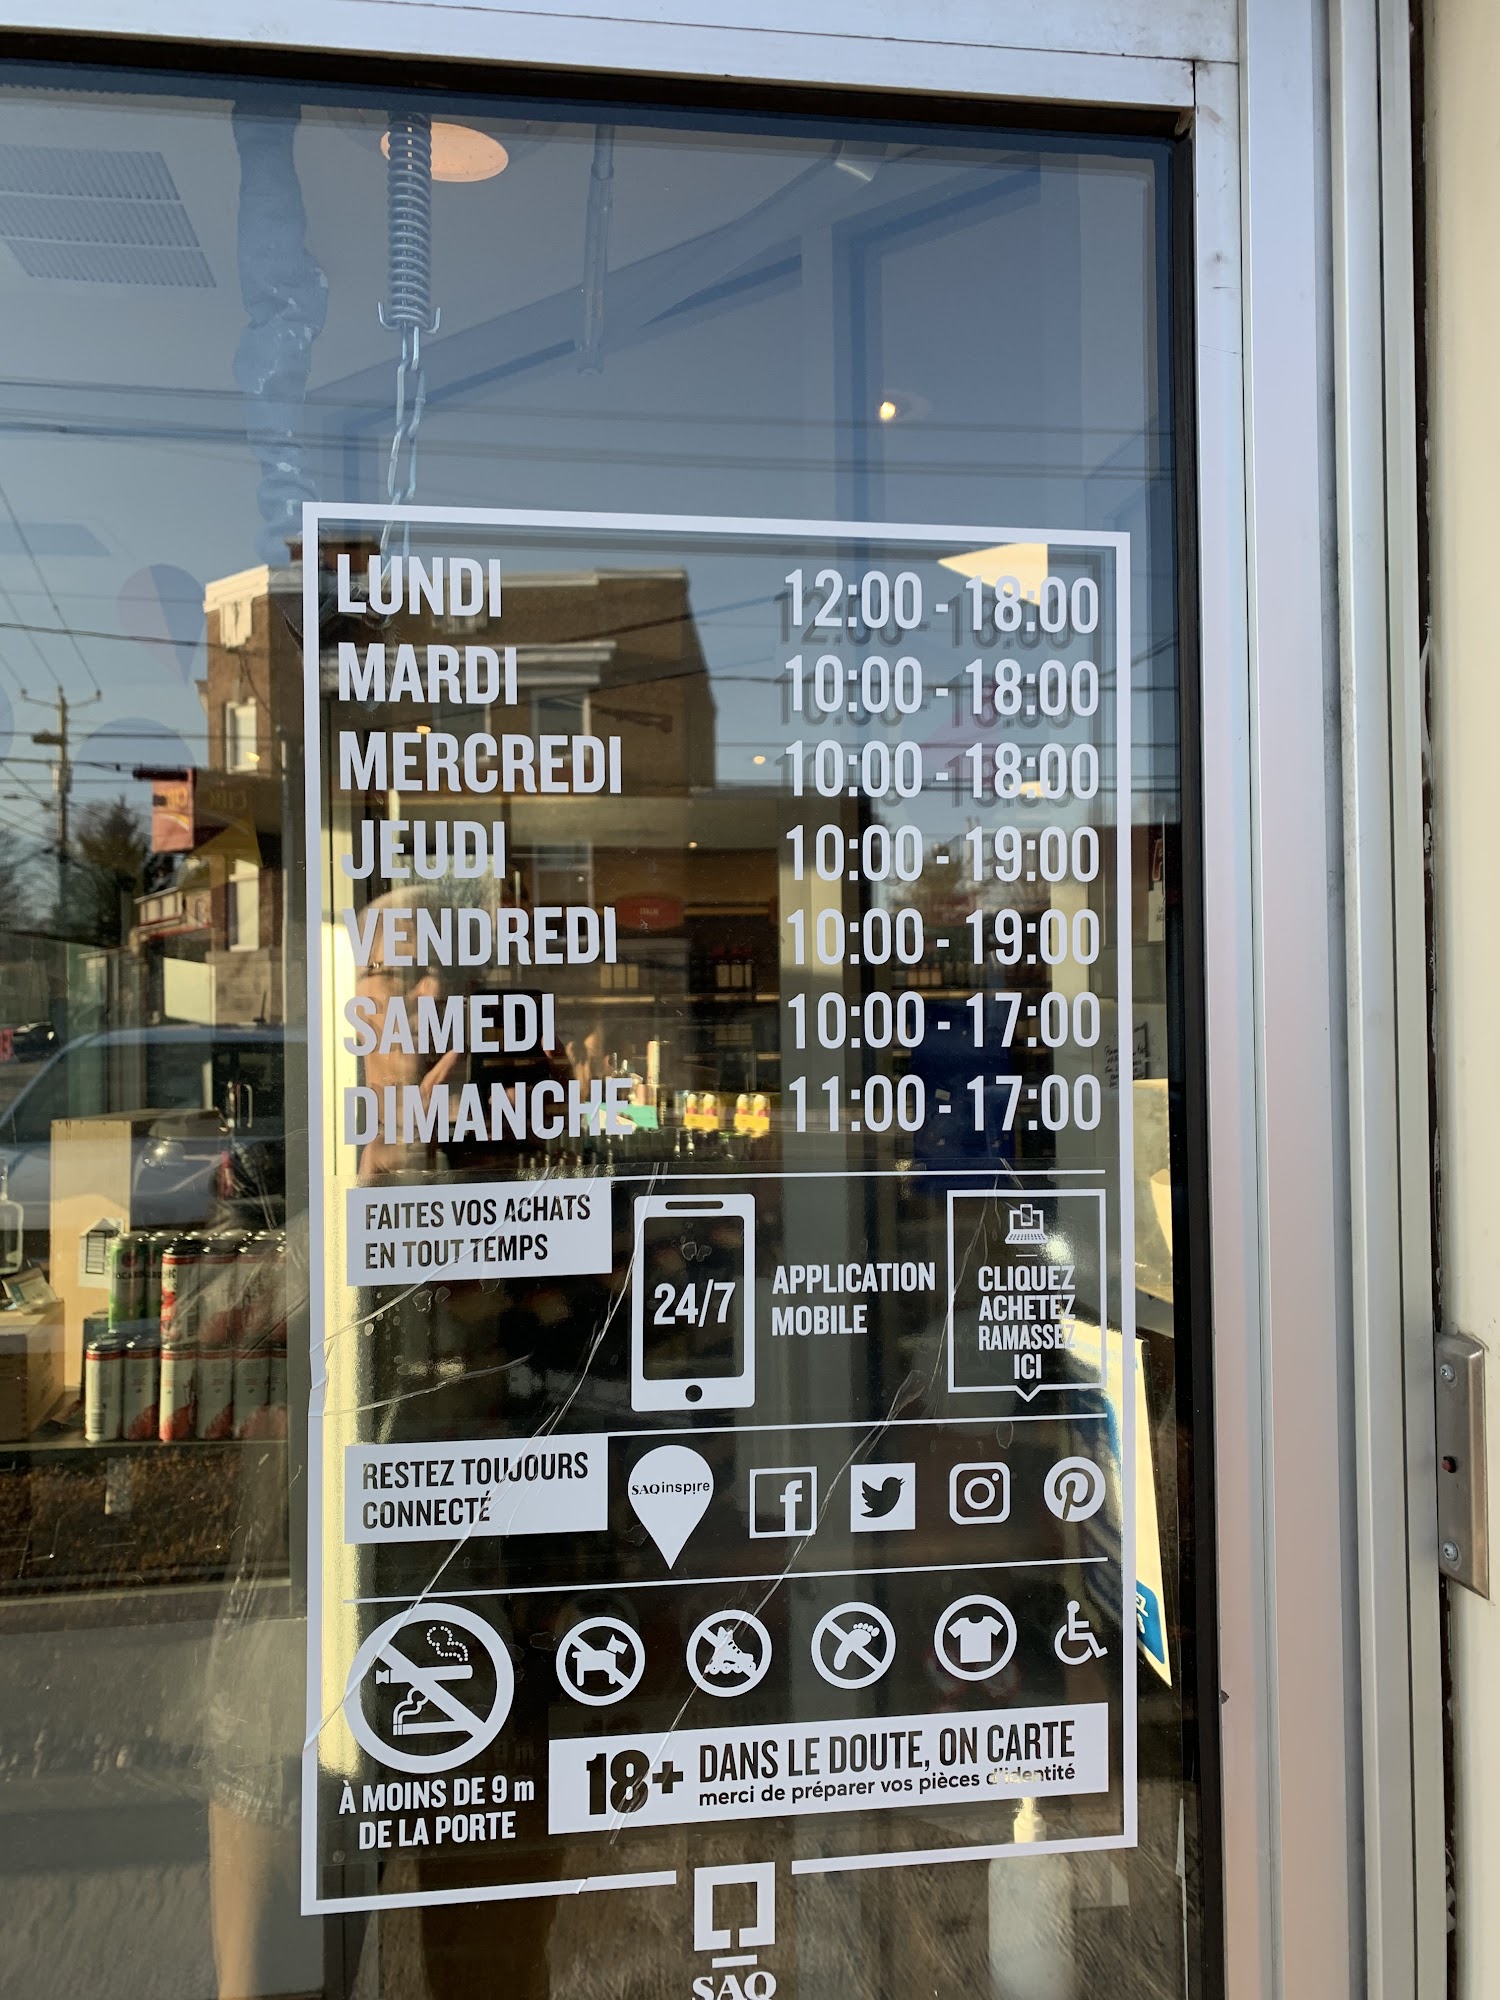 LUNDI 12:00 - 18:00
MARDI 10:00 - 18:00
MERCREDI 10:00 - 18:00
JEUDI 10:00 - 19:00
VENDREDI 10:00 - 19:00
SAMEDI 10:00 - 17:00
DIMANCHE 11:00 - 17:00
FAITES VOS ACHATS
EN TOUT TEMPS
24/7
APPLICATION
MOBILE
CLIQUEZ
ACHETEZ
RAMASSEZ
ICI
RESTEZ TOUJOURS
CONNECTÉ
SAQinspire
À MOINS DE 9 m
DE LA PORTE
18+ DANS LE DOUTE, ON CARTE
merci de préparer vos pièces d'identité
SAQ